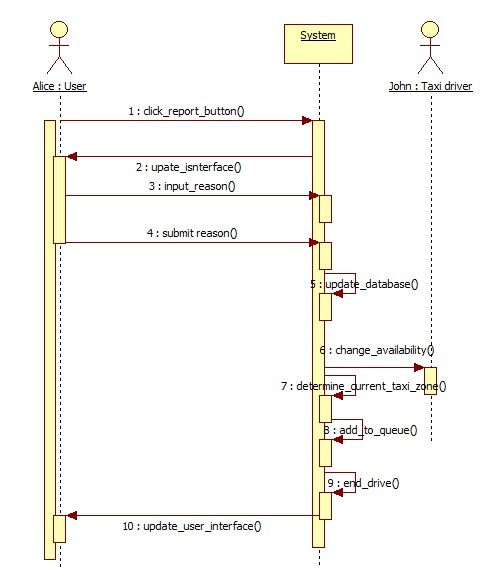 System
Alice : User
John : Taxi driver
1 : click_report_button()
2 : upate_isnterface()
3 : input_reason()
4 : submit reason()
5 : update_database()
6 : change_availability()
7 : determine_current_taxi_zone()
8 : add_to_queue()
9 : end_drive()
10 : update_user_interface()